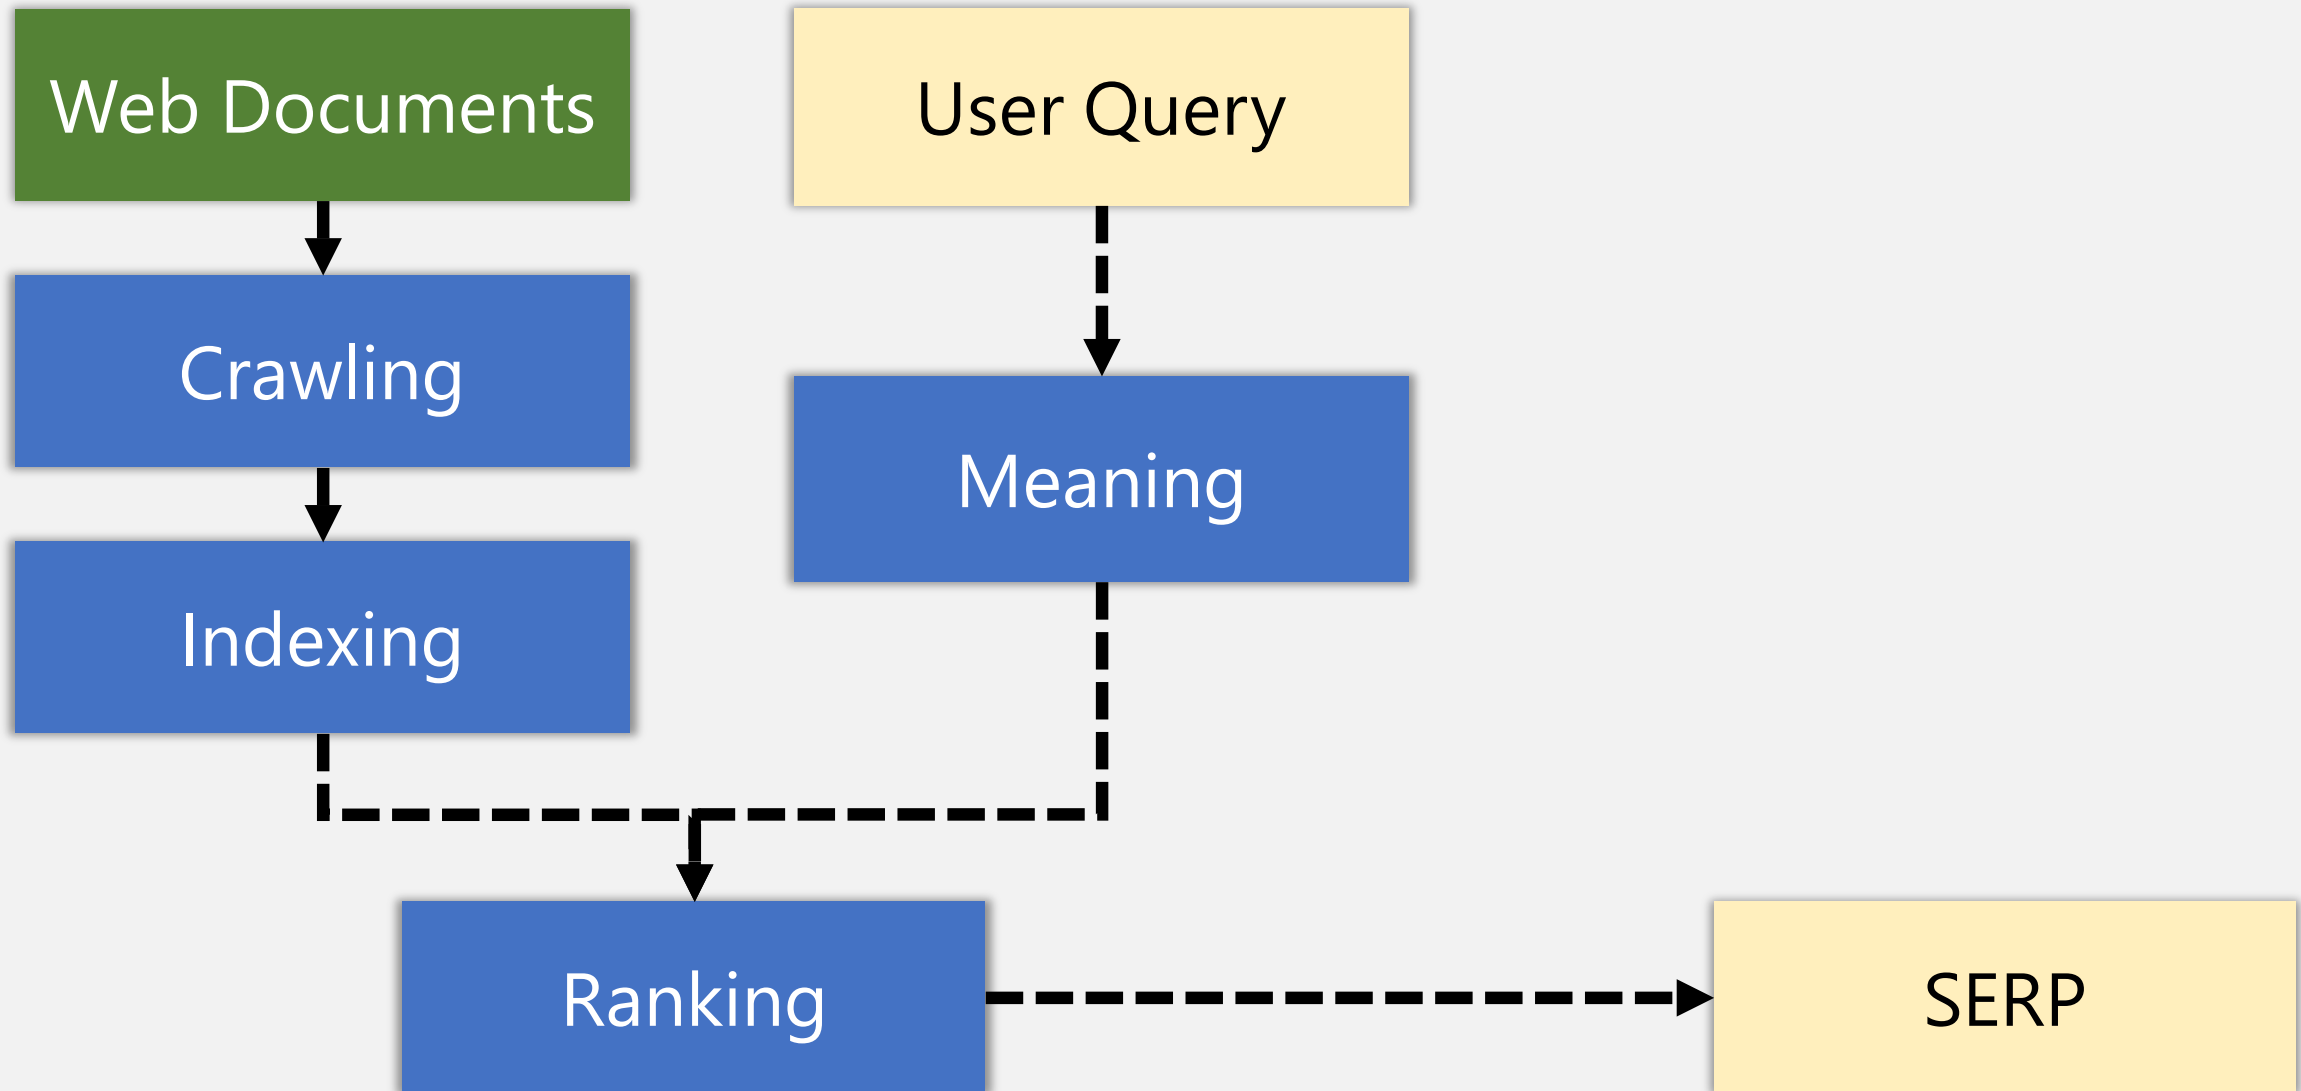 Web Documents
User Query
Crawling
Meaning
Indexing
Ranking
SERP